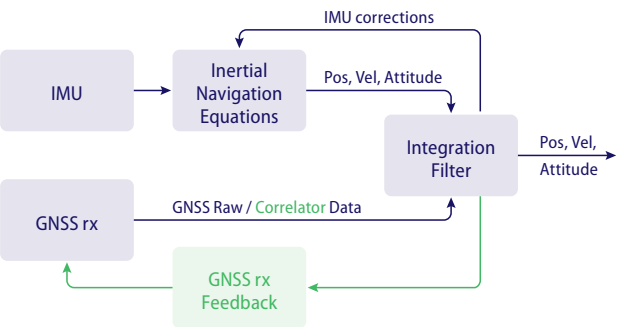 IMU corrections
IMU
Inertial
Navigation
Equations
Pos, Vel, Attitude
Integration
Filter
Pos, Vel,
Attitude
GNSS rx
GNSS Raw / Correlator Data
GNSS rx
Feedback